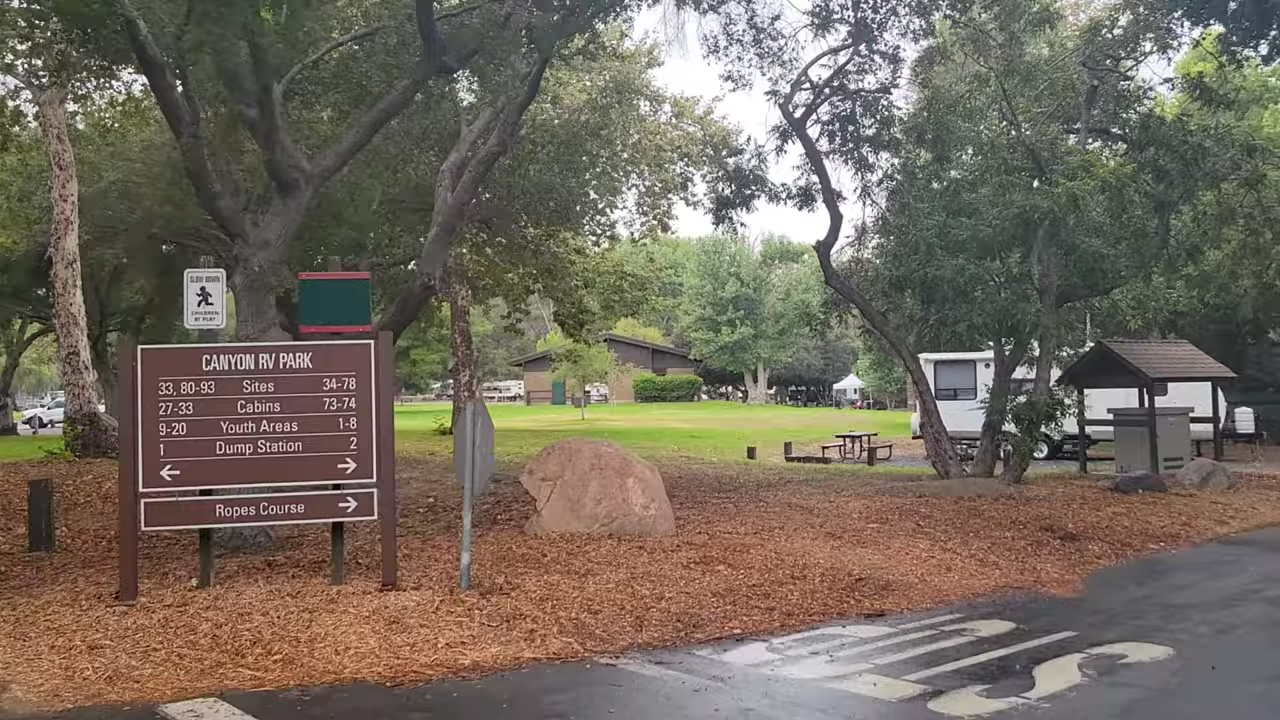 SLOW DOWN
CHILDREN
AT PLAY
CANYON RV PARK
33, 80-93 Sites 34-78
27-33 Cabins 73-74
9-20 Youth Areas 1-8
1 Dump Station 2
← →
Ropes Course →